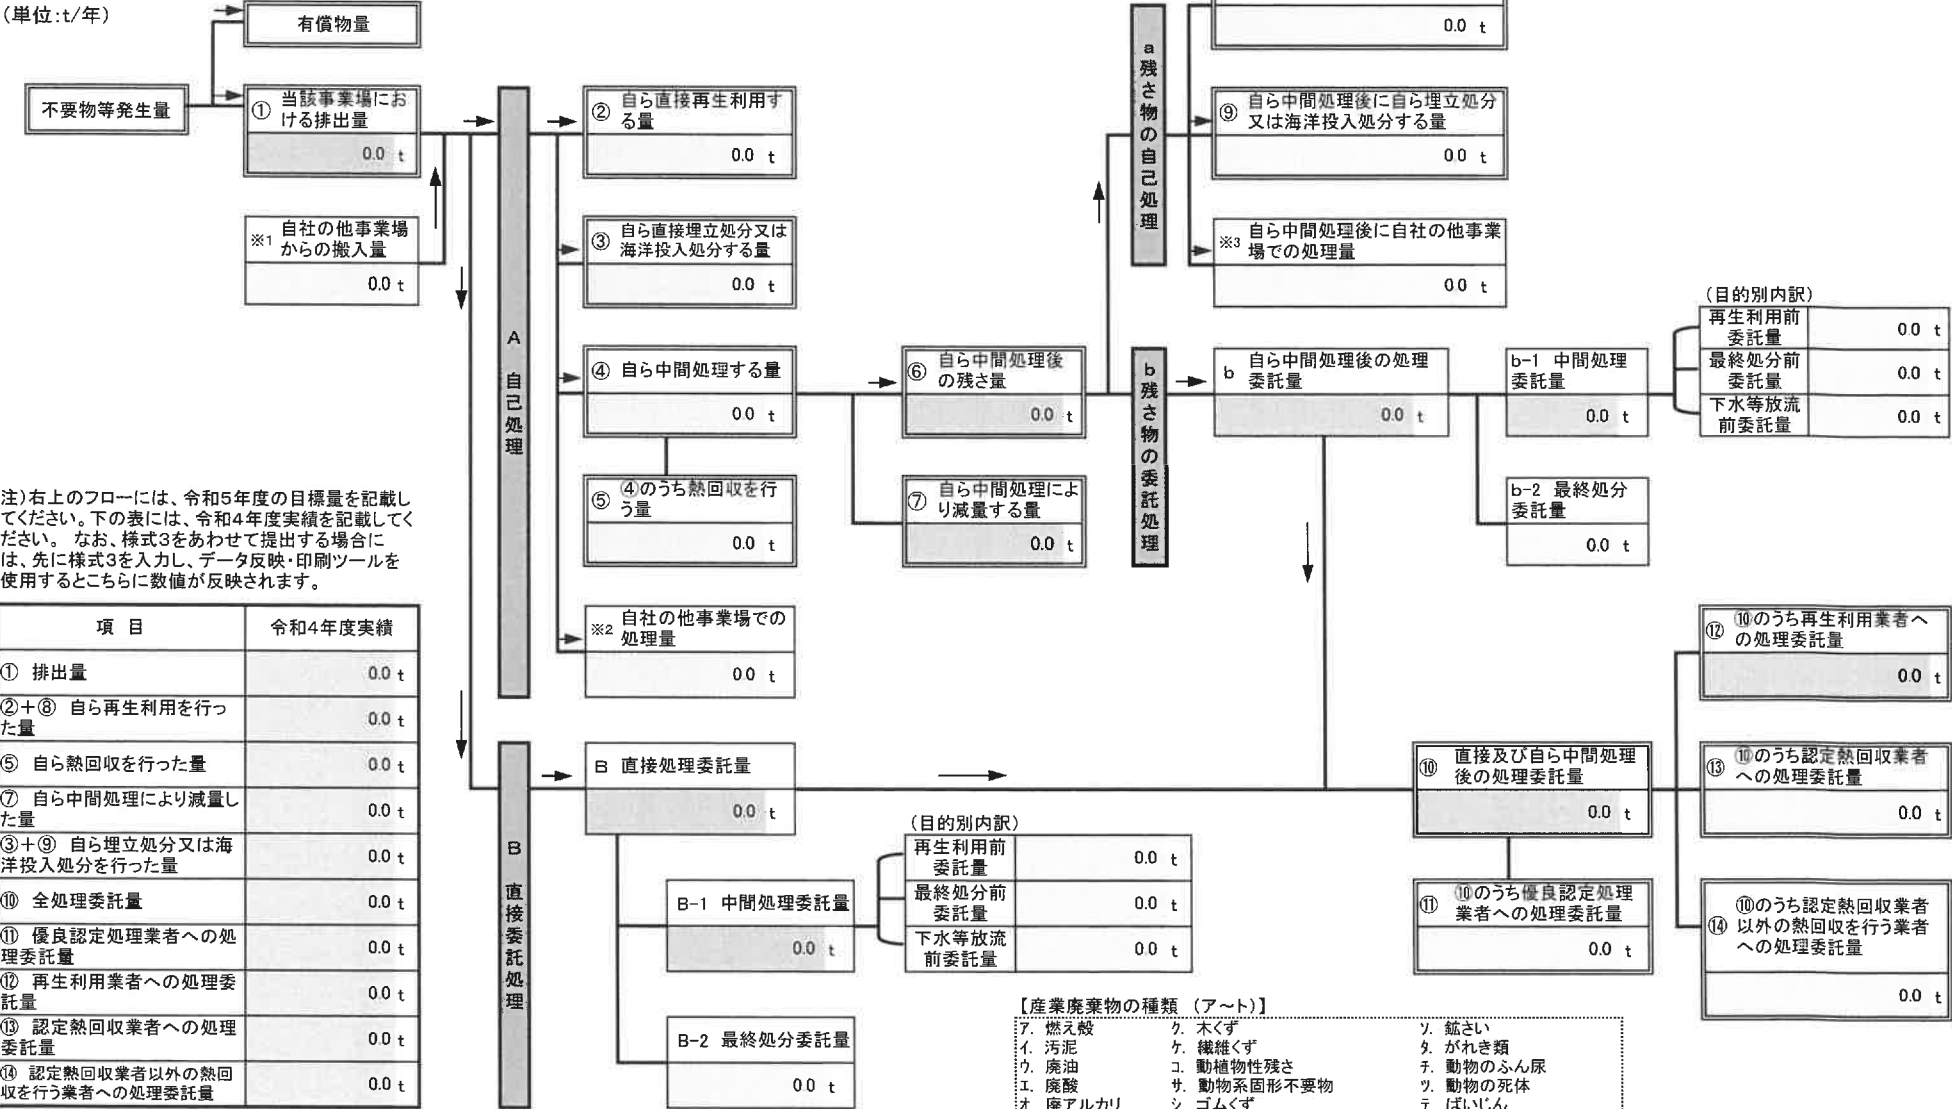 （単位:t/年）
有償物量
不要物等発生量
① 当該事業場にお
ける排出量
0.0 t
※1 自社の他事業場
からの搬入量
0.0 t
A 自己処理
② 自ら直接再生利用す
る量
0.0 t
③ 自ら直接埋立処分又は
海洋投入処分する量
0.0 t
④ 自ら中間処理する量
0.0 t
⑤ ④のうち熱回収を行
う量
0.0 t
※2 自社の他事業場での
処理量
0.0 t
⑥ 自ら中間処理後
の残さ量
0.0 t
⑦ 自ら中間処理によ
り減量する量
0.0 t
a 残さ物の自己処理
0.0 t
⑨ 自ら中間処理後に自ら埋立処分
又は海洋投入処分する量
0.0 t
※3 自ら中間処理後に自社の他事業
場での処理量
0.0 t
b 残さ物の委託処理
b 自ら中間処理後の処理
委託量
0.0 t
b-1 中間処理
委託量
0.0 t
（目的別内訳）
再生利用前
委託量
0.0 t
最終処分前
委託量
0.0 t
下水等放流
前委託量
0.0 t
b-2 最終処分
委託量
0.0 t
注）右上のフローには、令和5年度の目標量を記載し
てください。下の表には、令和4年度実績を記載してく
ださい。 なお、様式3をあわせて提出する場合に
は、先に様式3を入力し、データ反映・印刷ツールを
使用するとこちらに数値が反映されます。
項 目 令和4年度実績
① 排出量 0.0 t
②＋⑧ 自ら再生利用を行っ
た量 0.0 t
⑤ 自ら熱回収を行った量 0.0 t
⑦ 自ら中間処理により減量し
た量 0.0 t
③＋⑨ 自ら埋立処分又は海
洋投入処分を行った量 0.0 t
⑩ 全処理委託量 0.0 t
⑪ 優良認定処理業者への処
理委託量 0.0 t
⑫ 再生利用業者への処理委
託量 0.0 t
⑬ 認定熱回収業者への処理
委託量 0.0 t
⑭ 認定熱回収業者以外の熱回
収を行う業者への処理委託量 0.0 t
B 直接委託処理
B 直接処理委託量
0.0 t
B-1 中間処理委託量
0.0 t
（目的別内訳）
再生利用前
委託量
0.0 t
最終処分前
委託量
0.0 t
下水等放流
前委託量
0.0 t
B-2 最終処分委託量
0.0 t
⑩ 直接及び自ら中間処理
後の処理委託量
0.0 t
⑪ ⑩のうち優良認定処理
業者への処理委託量
0.0 t
⑫ ⑩のうち再生利用業者へ
の処理委託量
0.0 t
⑬ ⑩のうち認定熱回収業者
への処理委託量
0.0 t
⑭ ⑩のうち認定熱回収業者
以外の熱回収を行う業者
への処理委託量
0.0 t
【産業廃棄物の種類 （ア～ト）】
ア. 燃え殻 ク. 木くず ソ. 鉱さい
イ. 汚泥 ケ. 繊維くず タ. がれき類
ウ. 廃油 コ. 動植物性残さ チ. 動物のふん尿
エ. 廃酸 サ. 動物系固形不要物 ツ. 動物の死体
オ. 廃アルカリ シ. ゴムくず テ. ばいじん